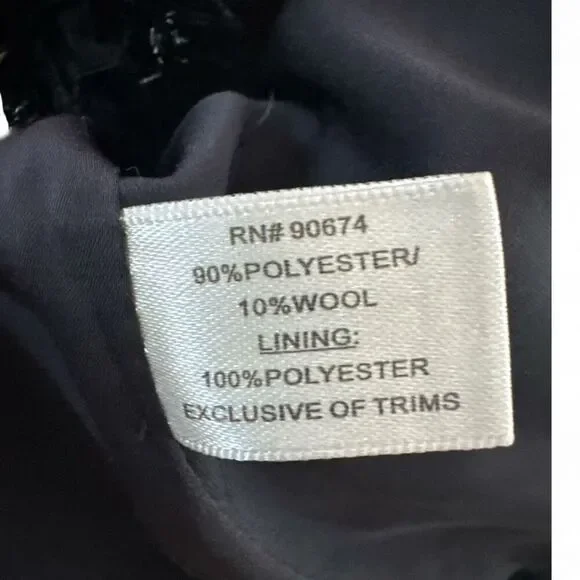 RN# 90674
90%POLYESTER/
10%WOOL
LINING:
100%POLYESTER
EXCLUSIVE OF TRIMS